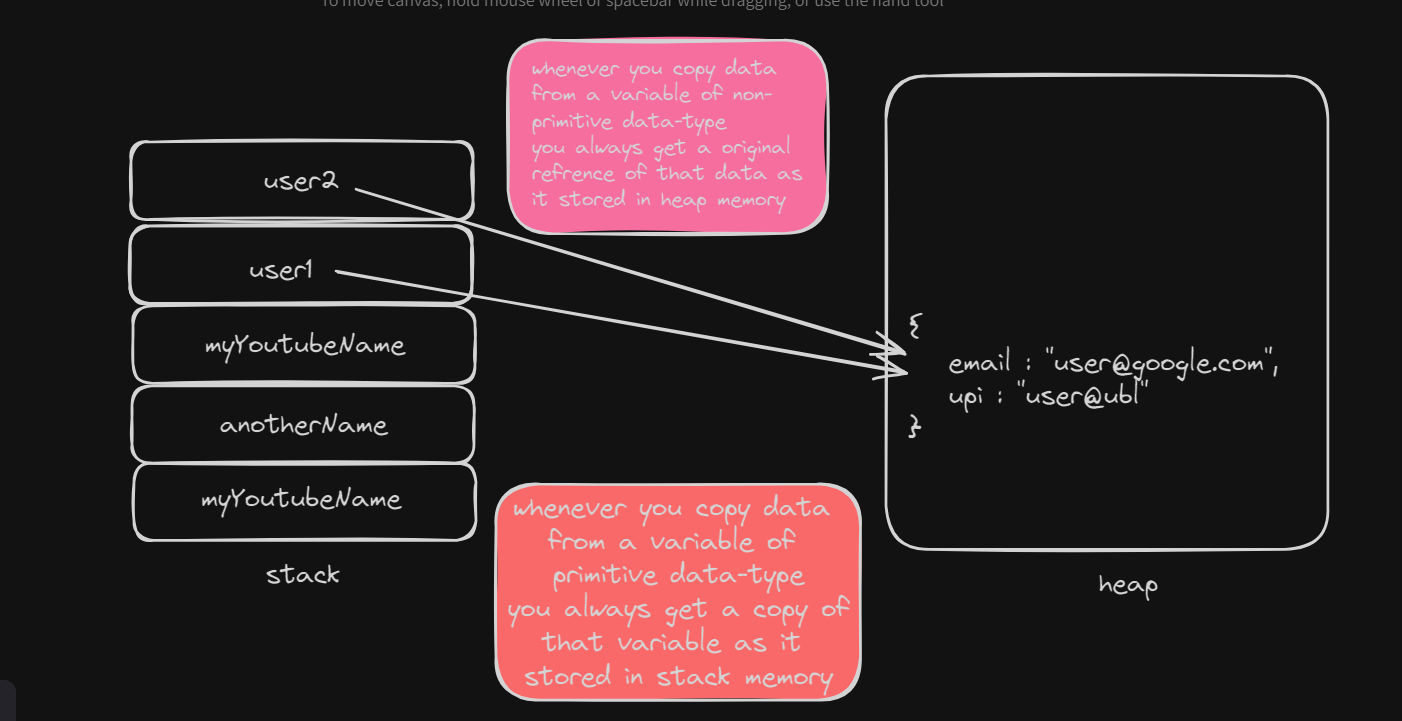 To move canvas, hold mouse wheel or spacebar while dragging, or use the hand tool
whenever you copy data
from a variable of non-
primitive data-type
you always get a original
refrence of that data as
it stored in heap memory
user2
user1
myYoutubeName
anotherName
myYoutubeName
stack
{
email : "user@google.com",
upi : "user@ubl"
}
heap
whenever you copy data
from a variable of
primitive data-type
you always get a copy of
that variable as it
stored in stack memory